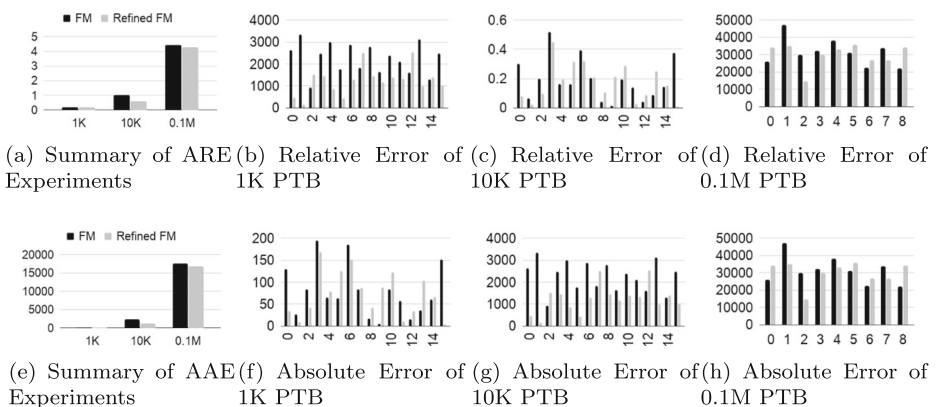 FM Refined FM
5
4
3
2
1
0
1K 10K 0.1M
4000
3000
2000
1000
0
0 2 4 6 8 10 12 14
0.6
0.4
0.2
0
0 2 4 6 8 10 12 14
50000
40000
30000
20000
10000
0
0 1 2 3 4 5 6 7 8
(a) Summary of ARE Experiments
(b) Relative Error of 1K PTB
(c) Relative Error of 10K PTB
(d) Relative Error of 0.1M PTB
FM Refined FM
20000
15000
10000
5000
0
1K 10K 0.1M
200
150
100
50
0
0 2 4 6 8 10 12 14
4000
3000
2000
1000
0
0 2 4 6 8 10 12 14
50000
40000
30000
20000
10000
0
0 1 2 3 4 5 6 7 8
(e) Summary of AAE Experiments
(f) Absolute Error of 1K PTB
(g) Absolute Error of 10K PTB
(h) Absolute Error of 0.1M PTB